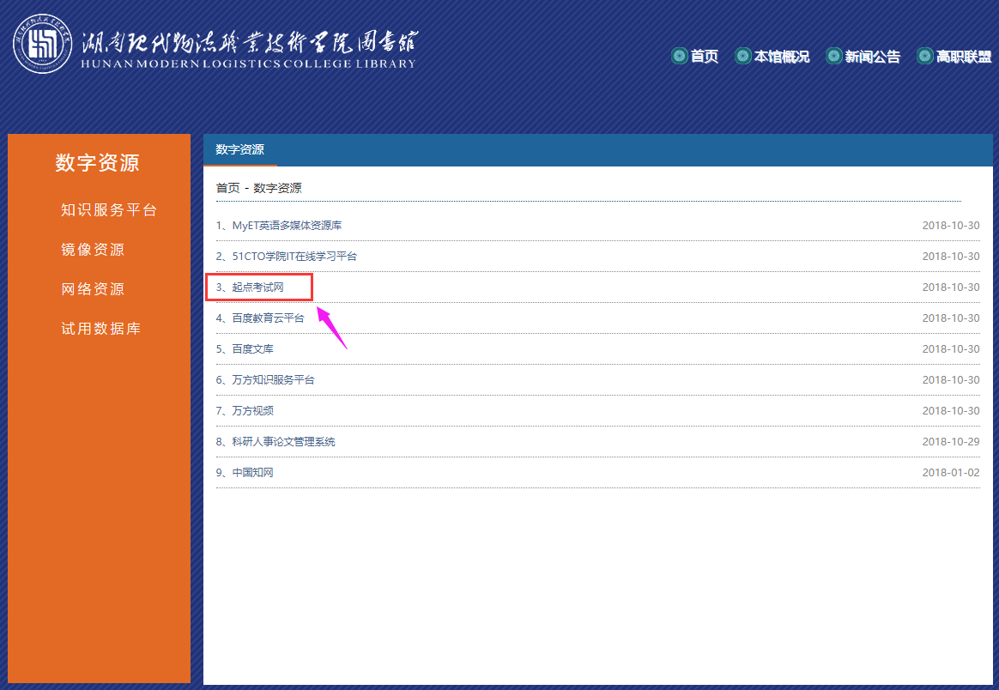 湖南现代物流職業技術学院图書館
HUNAN MODERN LOGISTICS COLLEGE LIBRARY
首页 本馆概况 新闻公告 高职联盟
数字资源
知识服务平台
镜像资源
网络资源
试用数据库
数字资源
首页 - 数字资源
1、MyET英语多媒体资源库 2018-10-30
2、51CTO学院IT在线学习平台 2018-10-30
3、起点考试网 2018-10-30
4、百度教育云平台 2018-10-30
5、百度文库 2018-10-30
6、万方知识服务平台 2018-10-30
7、万方视频 2018-10-30
8、科研人事论文管理系统 2018-10-29
9、中国知网 2018-01-02